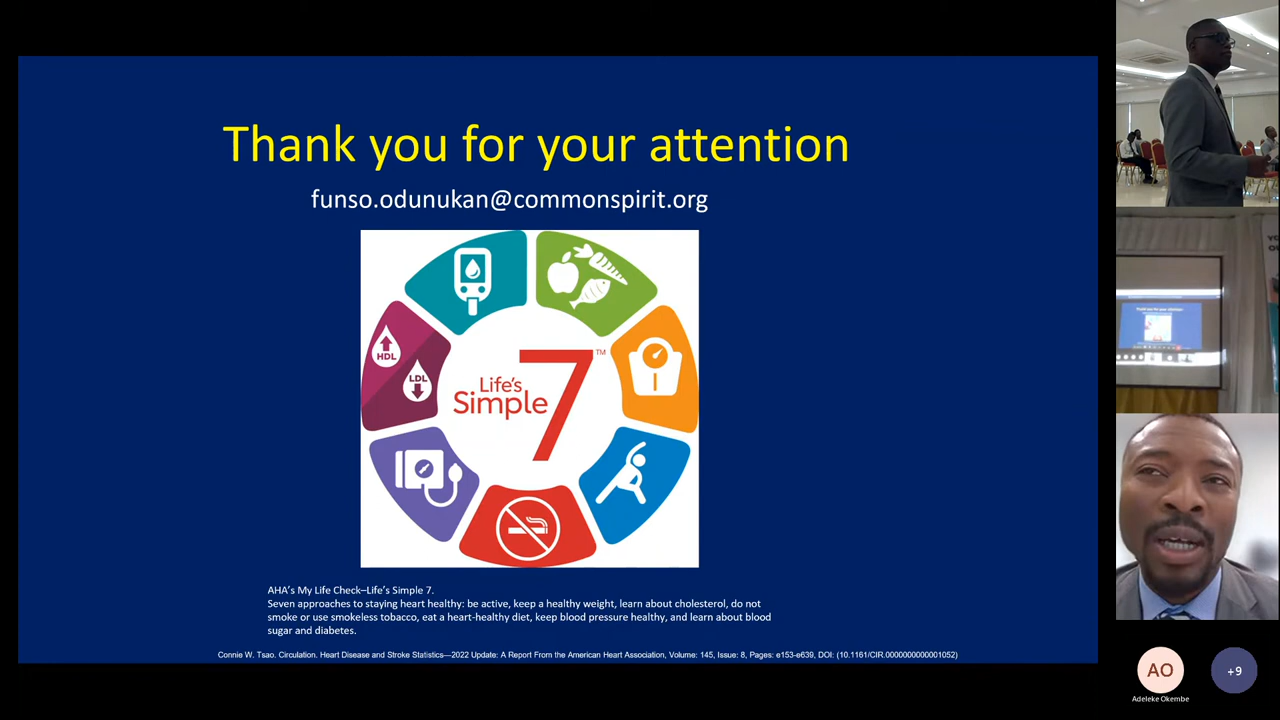 Thank you for your attention
funso.odunukan@commonspirit.org
HDL
LDL
Life's
Simple
7
TM
AHA's My Life Check–Life's Simple 7.
Seven approaches to staying heart healthy: be active, keep a healthy weight, learn about cholesterol, do not
smoke or use smokeless tobacco, eat a heart-healthy diet, keep blood pressure healthy, and learn about blood
sugar and diabetes.
Connie W. Tsao. Circulation. Heart Disease and Stroke Statistics—2022 Update: A Report From the American Heart Association, Volume: 145, Issue: 8, Pages: e153-e639, DOI: (10.1161/CIR.0000000000001052)
AO
+9
Adeleke Okembe